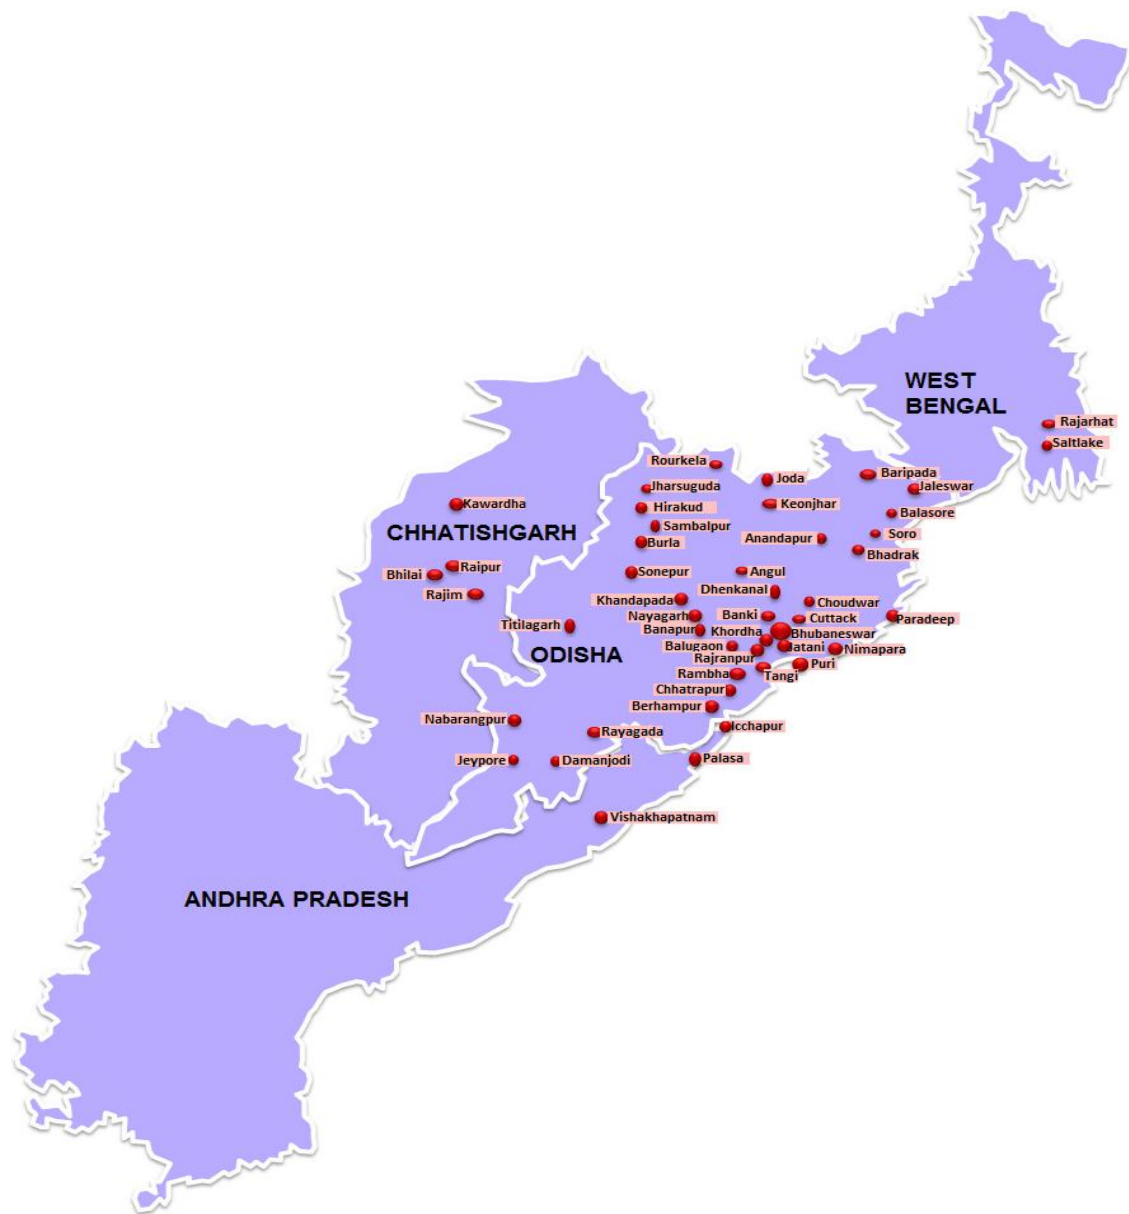 WEST
BENGAL
Rajarhat
Saltlake
Rourkela
Joda
Baripada
Jharsuguda
Jaleswar
Kawardha
Hirakud
Keonjhar
Balasore
CHHATISHGARH
Sambalpur
Soro
Burla
Anandapur
Bhadrak
Raipur
Bhilai
Sonepur
Angul
Rajim
Dhenkanal
Khandapada
Choudwar
Nayagarh
Banki
Cuttack
Paradeep
Titilagarh
Banapur
Khordha
Bhubaneswar
ODISHA
Balugaon
Jatani
Nimapara
Rajranpur
Puri
Rambha
Tangi
Chhatrapur
Berhampur
Nabarangpur
Icchapur
Rayagada
Jeypore
Damanjodi
Palasa
Vishakhapatnam
ANDHRA PRADESH